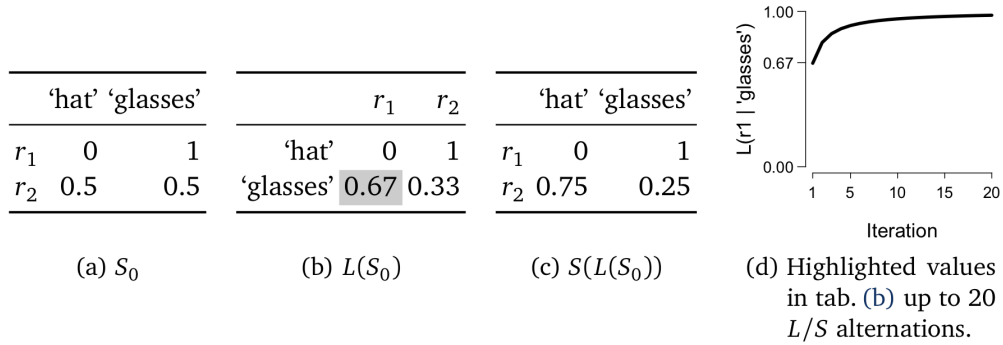 ‘hat’ ‘glasses’
r1 0 1
r2 0.5 0.5
(a) S0
r1 r2
‘hat’ 0 1
‘glasses’ 0.67 0.33
(b) L(S0)
‘hat’ ‘glasses’
r1 0 1
r2 0.75 0.25
(c) S(L(S0))
L(r1 | 'glasses')
1.00
0.67
0.00
1 5 10 15 20
Iteration
(d) Highlighted values
in tab. (b) up to 20
L/S alternations.